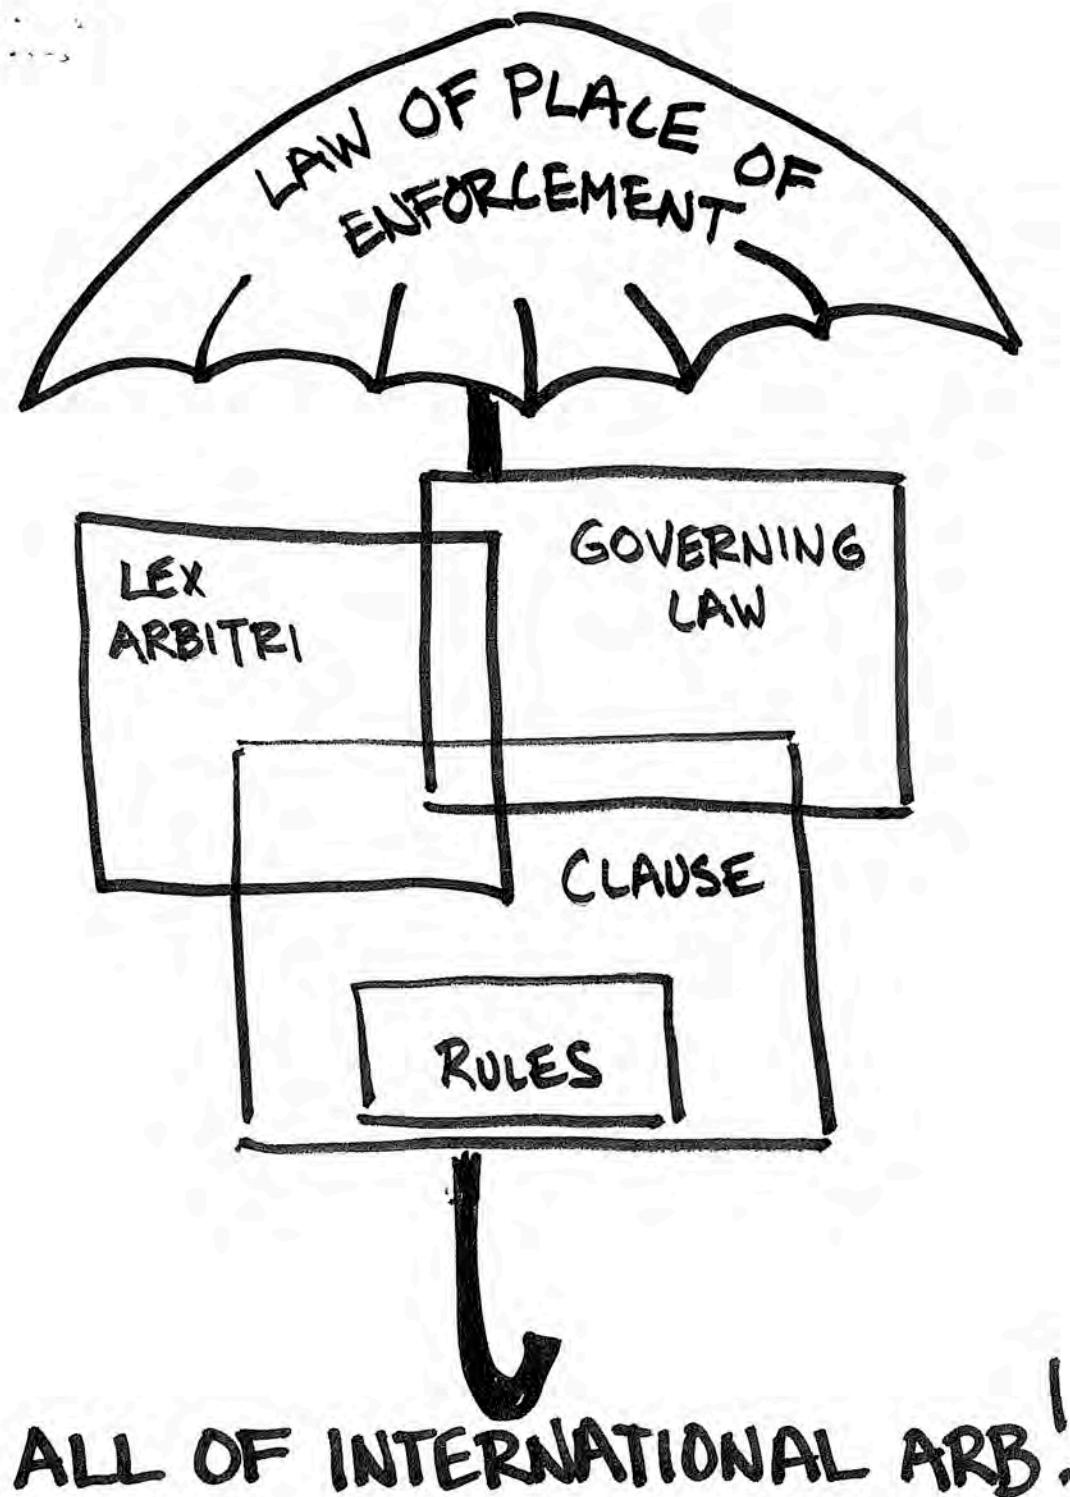 LAW OF PLACE OF
ENFORCEMENT
LEX
ARBITRI
GOVERNING
LAW
CLAUSE
RULES
ALL OF INTERNATIONAL ARB!